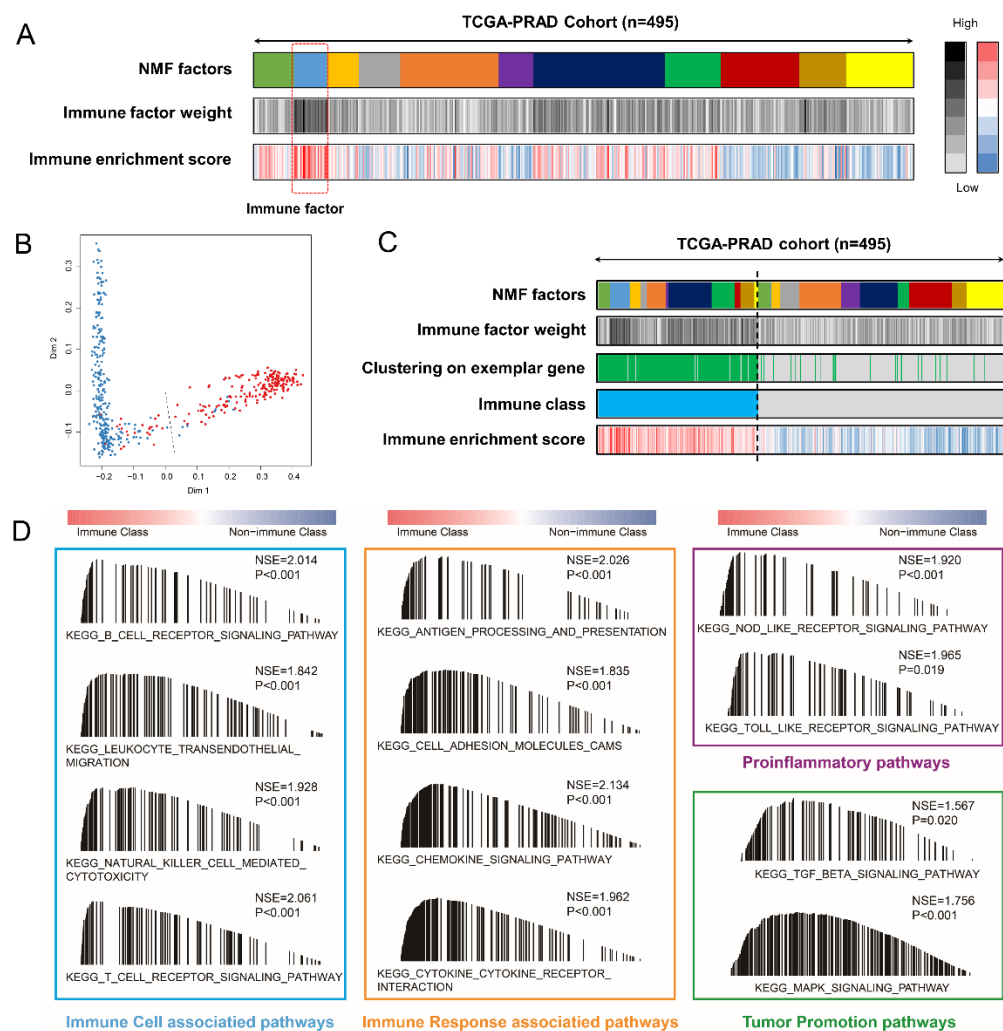 A
TCGA-PRAD Cohort (n=495)
High
NMF factors
Immune factor weight
Immune enrichment score
Low
Immune factor
B
Dim 2
0.3
0.2
0.1
0.0
−0.1
−0.2
−0.1
0.0
0.1
0.2
0.3
0.4
Dim 1
C
TCGA-PRAD cohort (n=495)
NMF factors
Immune factor weight
Clustering on exemplar gene
Immune class
Immune enrichment score
D
Immune Class
Non-immune Class
NSE=2.014
P<0.001
KEGG_B_CELL_RECEPTOR_SIGNALING_PATHWAY
NSE=1.842
P<0.001
KEGG_LEUKOCYTE_TRANSENDOTHELIAL_
MIGRATION
NSE=1.928
P<0.001
KEGG_NATURAL_KILLER_CELL_MEDIATED_
CYTOTOXICITY
NSE=2.061
P<0.001
KEGG_T_CELL_RECEPTOR_SIGNALING_PATHWAY
Immune Cell associatied pathways
Immune Class
Non-immune Class
NSE=2.026
P<0.001
KEGG_ANTIGEN_PROCESSING_AND_PRESENTATION
NSE=1.835
P<0.001
KEGG_CELL_ADHESION_MOLECULES_CAMS
NSE=2.134
P<0.001
KEGG_CHEMOKINE_SIGNALING_PATHWAY
NSE=1.962
P<0.001
KEGG_CYTOKINE_CYTOKINE_RECEPTOR_
INTERACTION
Immune Response associatied pathways
Immune Class
Non-immune Class
NSE=1.920
P<0.001
KEGG_NOD_LIKE_RECEPTOR_SIGNALING_PATHWAY
NSE=1.965
P=0.019
KEGG_TOLL_LIKE_RECEPTOR_SIGNALING_PATHWAY
Proinflammatory pathways
NSE=1.567
P=0.020
KEGG_TGF_BETA_SIGNALING_PATHWAY
NSE=1.756
P<0.001
KEGG_MAPK_SIGNALING_PATHWAY
Tumor Promotion pathways